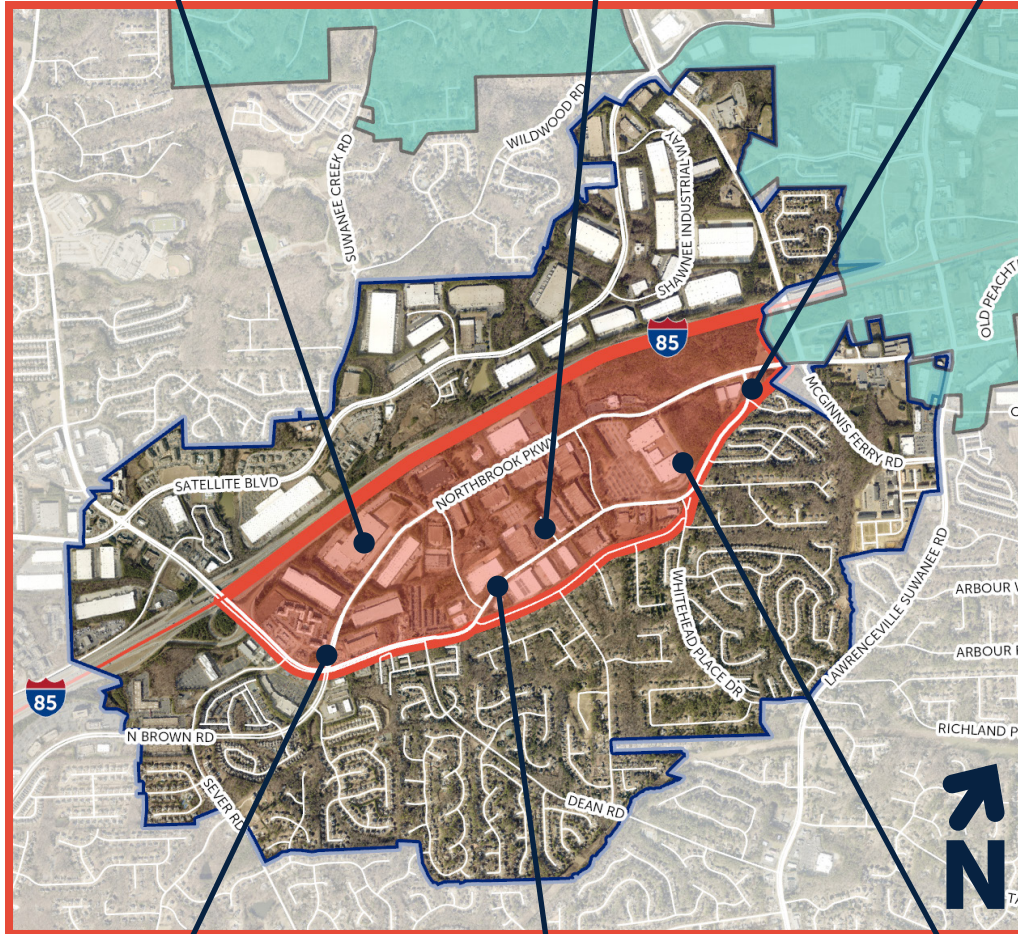 WILDWOOD RD
SUWANEE CREEK RD
SHAWNEE INDUSTRIAL WAY
OLD PEACHT
85
MCGINNIS FERRY RD
NORTHBROOK PKWY
SATELLITE BLVD
WHITEHEAD PLACE DR
LAWRENCEVILLE SUWANEE RD
ARBOUR
ARBOUR
85
N BROWN RD
RICHLAND P
SEVER RD
DEAN RD
N